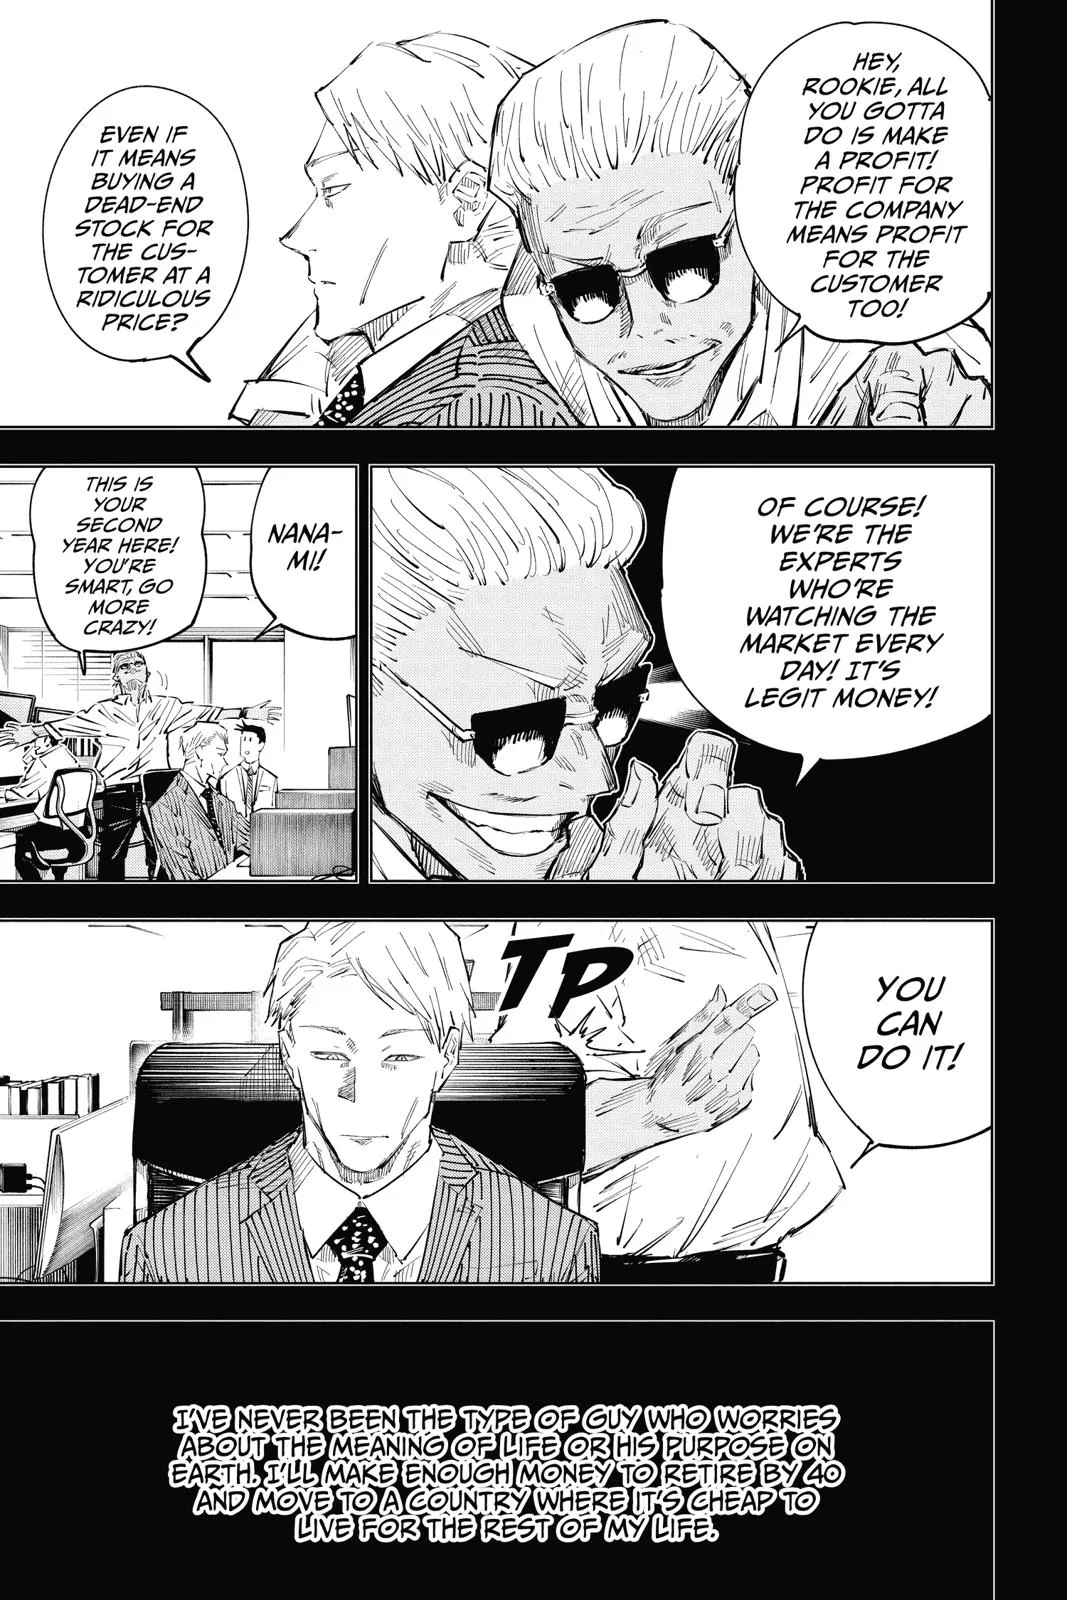 HEY,
ROOKIE, ALL
YOU GOTTA
DO IS MAKE
A PROFIT!
PROFIT FOR
THE COMPANY
MEANS PROFIT
FOR THE
CUSTOMER
TOO!
EVEN IF
IT MEANS
BUYING A
DEAD-END
STOCK FOR
THE CUS-
TOMER AT A
RIDICULOUS
PRICE?
OF COURSE!
WE'RE THE
EXPERTS
WHO'RE
WATCHING THE
MARKET EVERY
DAY! IT'S
LEGIT MONEY!
NANA-
MI!
THIS IS
YOUR
SECOND
YEAR HERE!
YOU'RE
SMART, GO
MORE
CRAZY!
YOU
CAN
DO IT!
TP
I'VE NEVER BEEN THE TYPE OF GUY WHO WORRIES
ABOUT THE MEANING OF LIFE OR HIS PURPOSE ON
EARTH. I'LL MAKE ENOUGH MONEY TO RETIRE BY 40
AND MOVE TO A COUNTRY WHERE IT'S CHEAP TO
LIVE FOR THE REST OF MY LIFE.